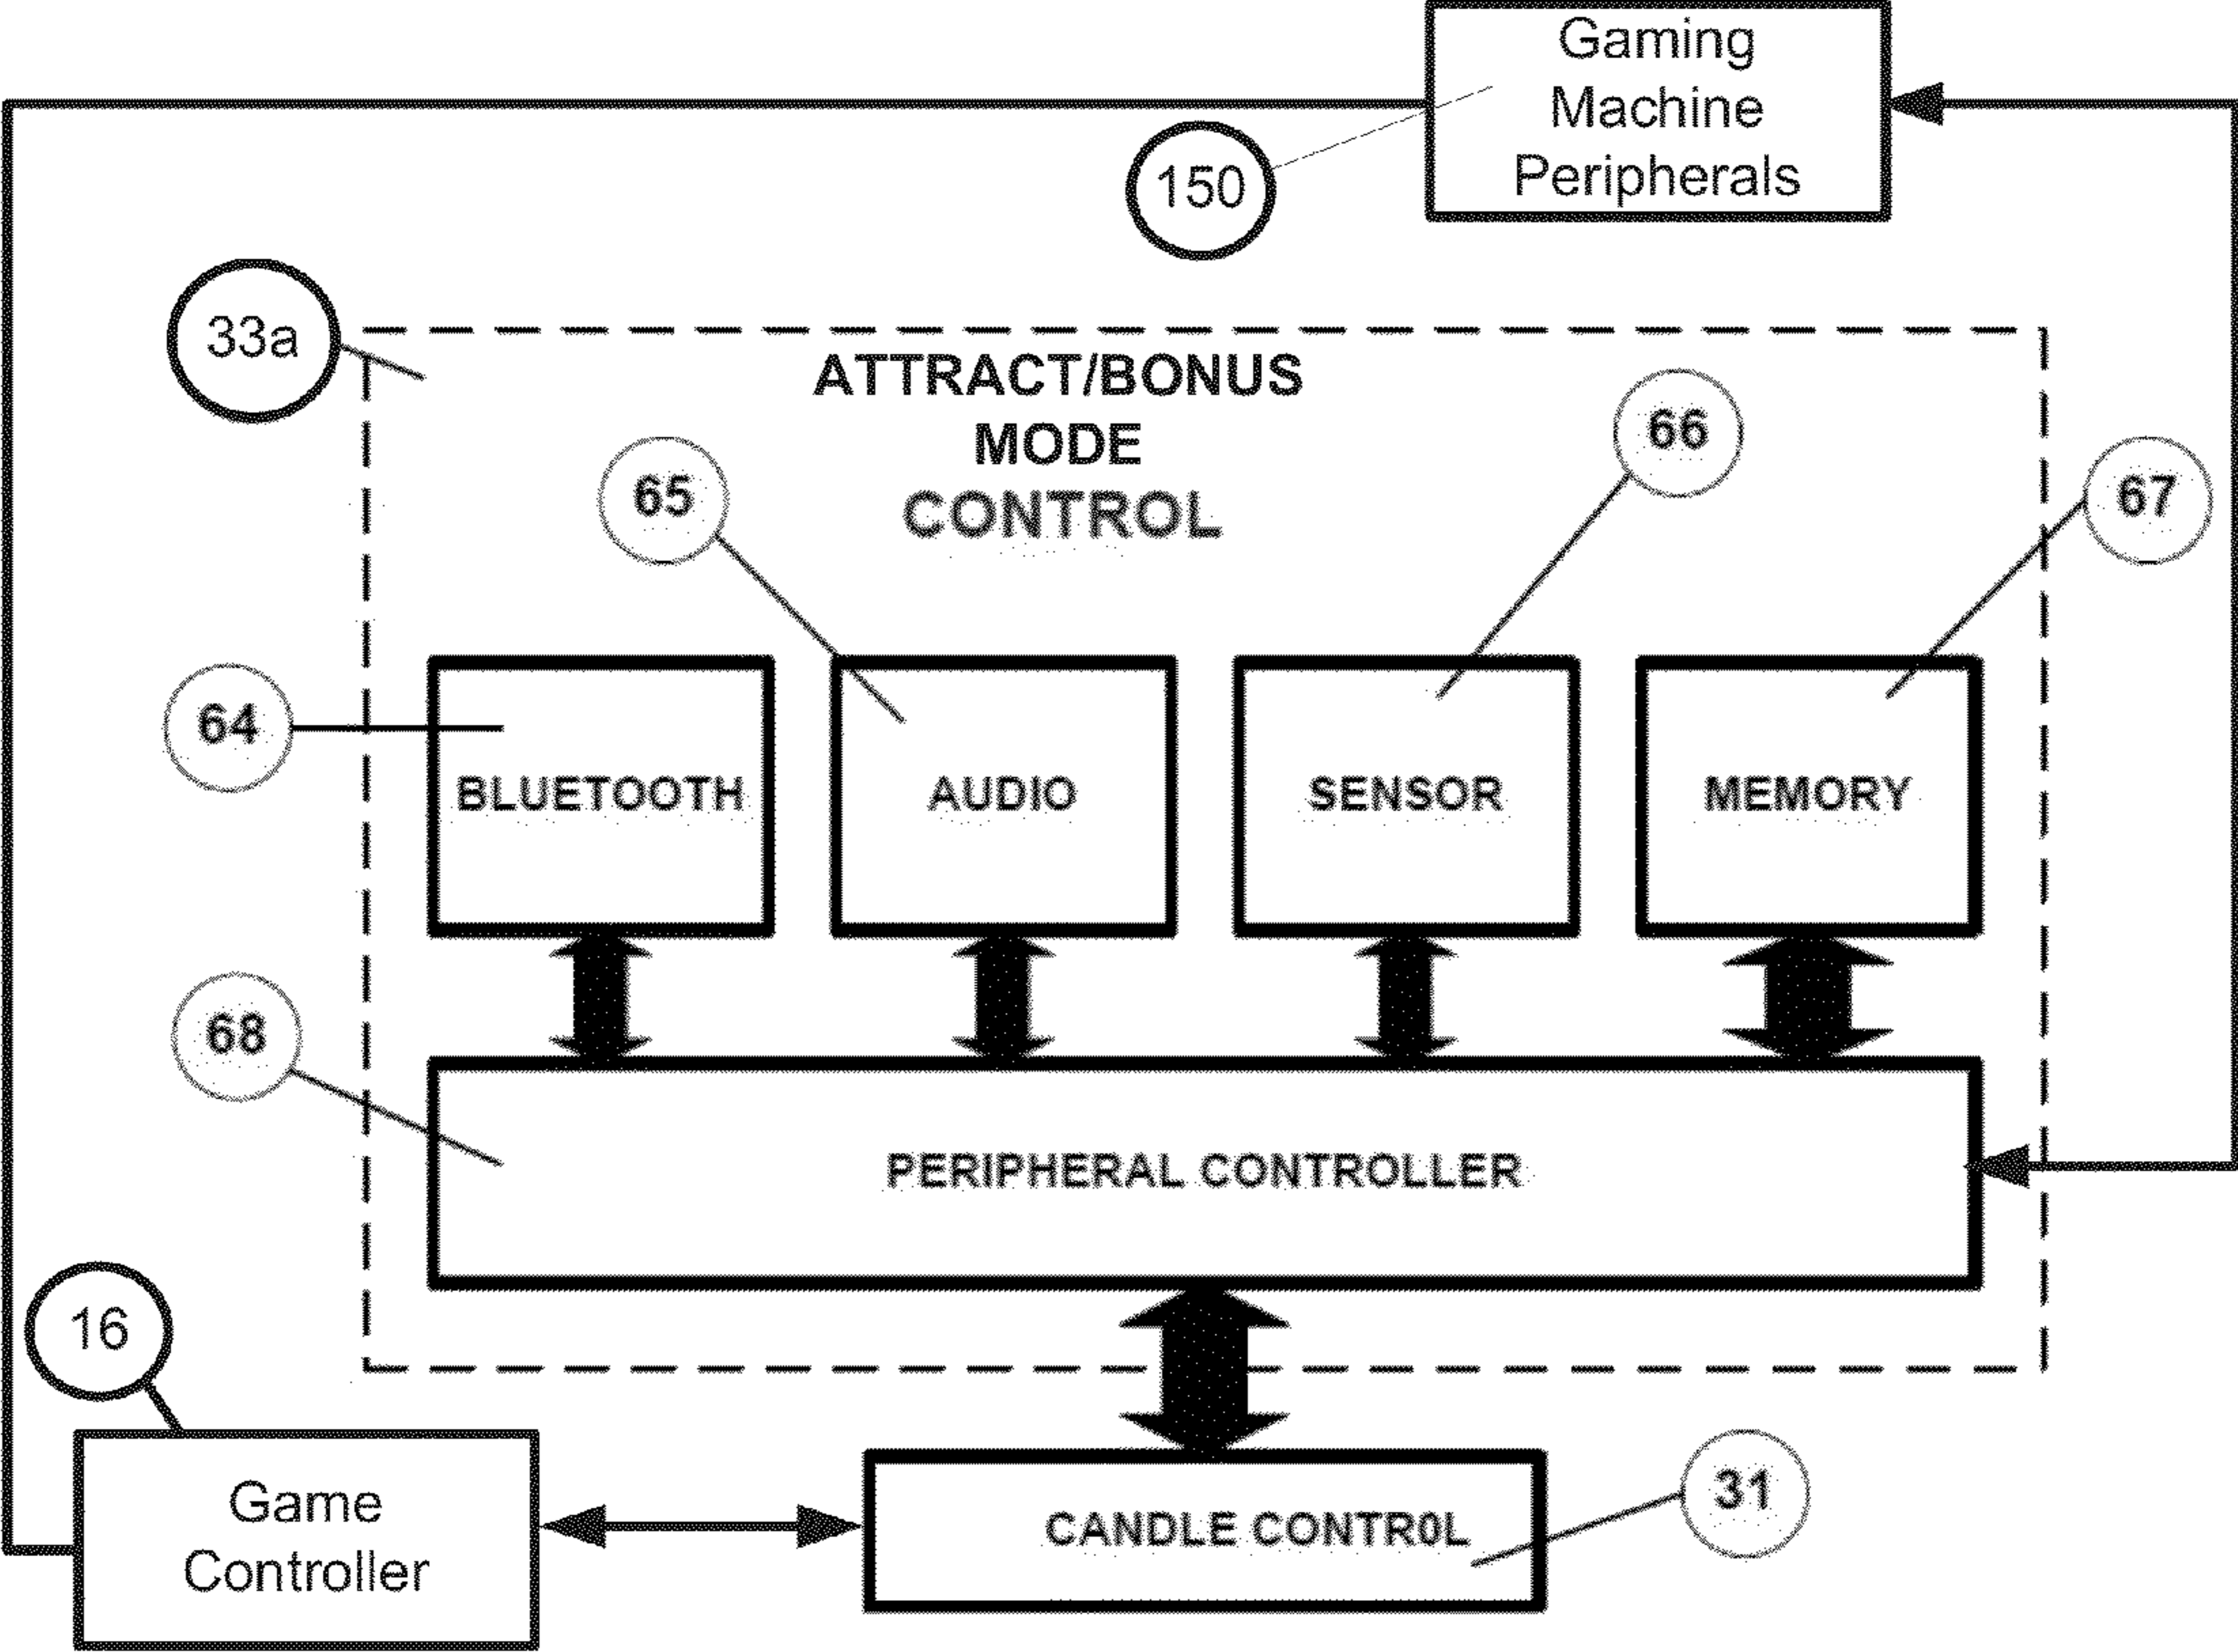 Gaming
Machine
Peripherals
150
33a
ATTRACT/BONUS
MODE
CONTROL
65
66
67
64
BLUETOOTH
AUDIO
SENSOR
MEMORY
68
PERIPHERAL CONTROLLER
16
Game
Controller
CANDLE CONTR0L
31